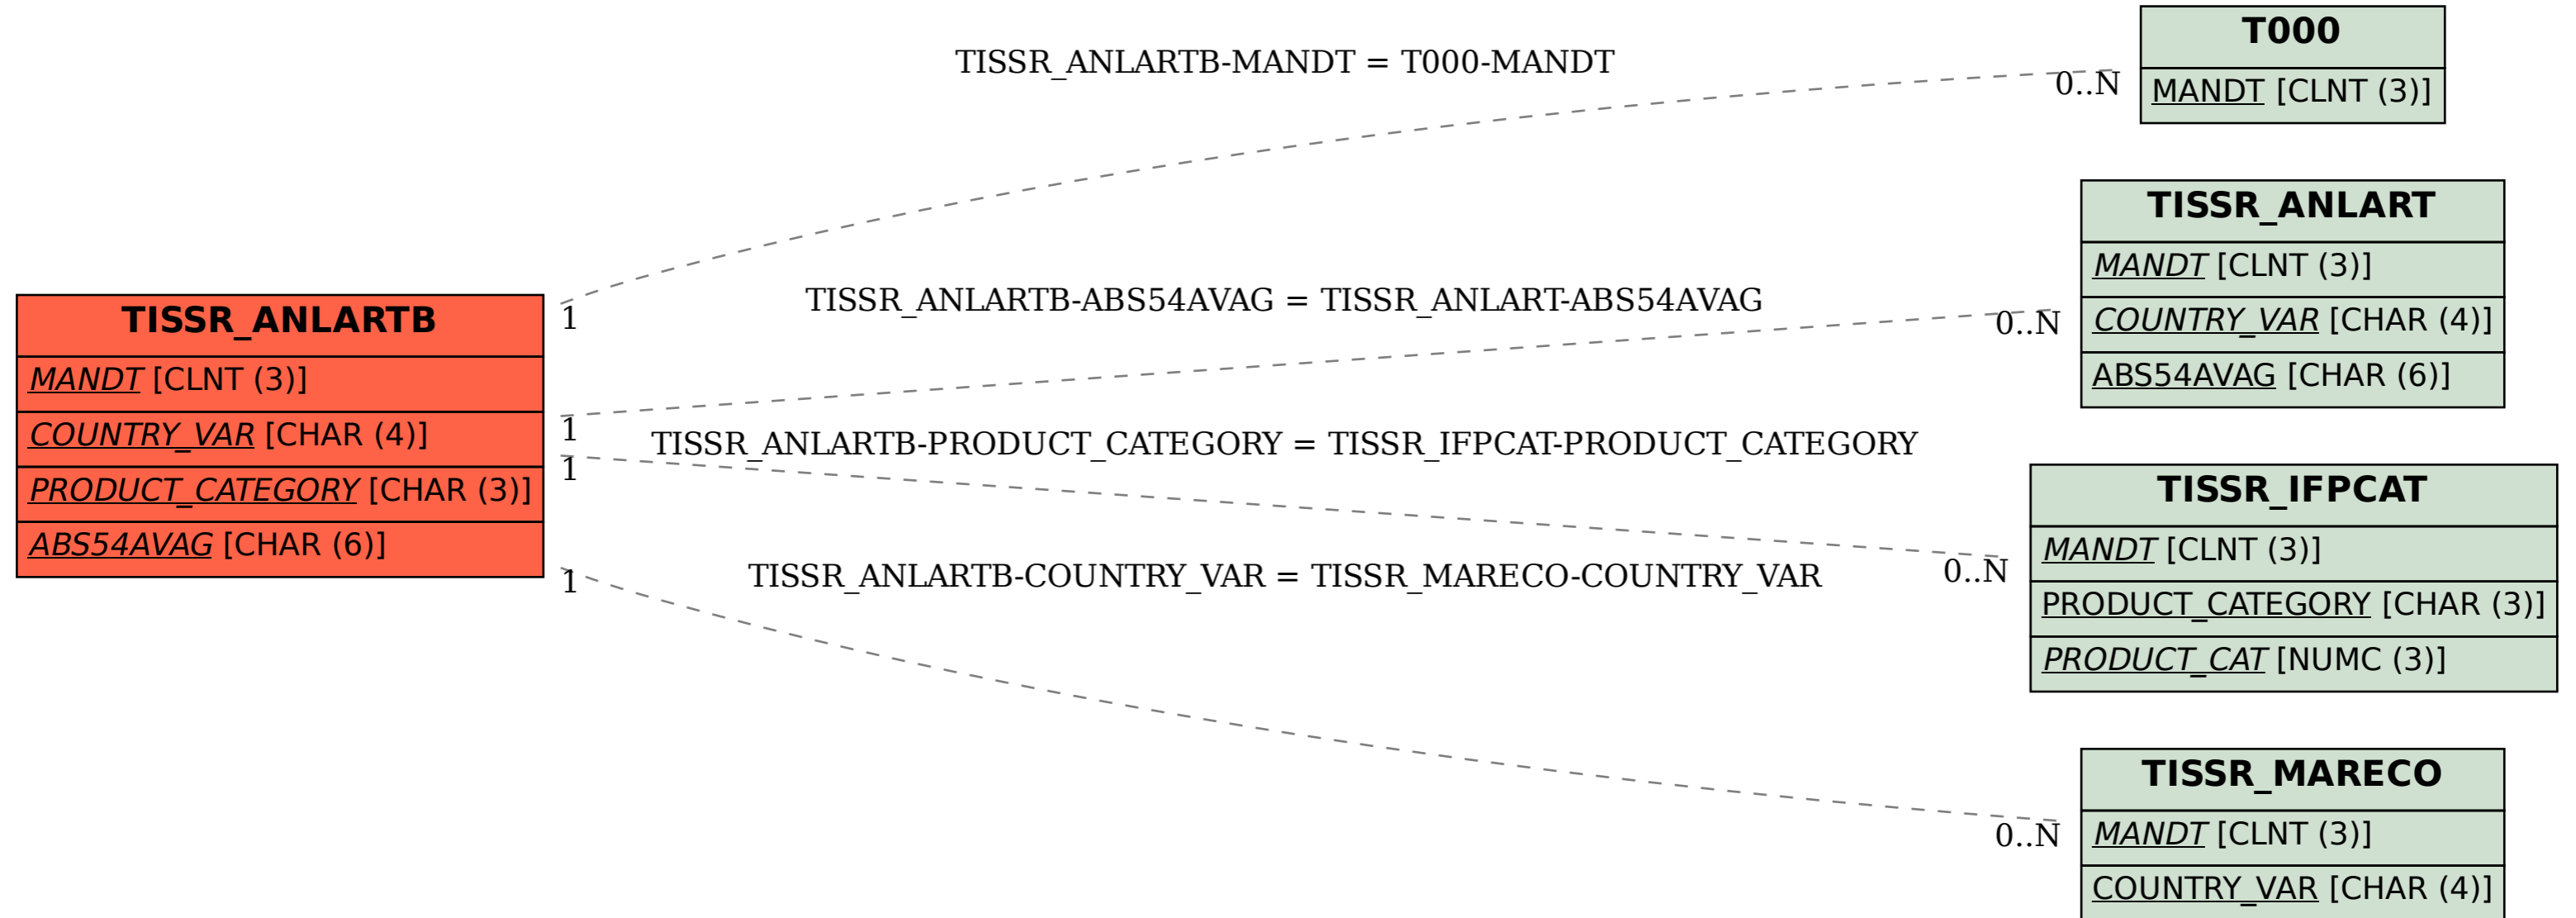 TISSR_ANLARTB
MANDT [CLNT (3)]
COUNTRY_VAR [CHAR (4)]
PRODUCT_CATEGORY [CHAR (3)]
ABS54AVAG [CHAR (6)]
TISSR_ANLARTB-MANDT = T000-MANDT
1
0..N
TISSR_ANLARTB-ABS54AVAG = TISSR_ANLART-ABS54AVAG
1
0..N
TISSR_ANLARTB-PRODUCT_CATEGORY = TISSR_IFPCAT-PRODUCT_CATEGORY
1
0..N
TISSR_ANLARTB-COUNTRY_VAR = TISSR_MARECO-COUNTRY_VAR
1
0..N
T000
MANDT [CLNT (3)]
TISSR_ANLART
MANDT [CLNT (3)]
COUNTRY_VAR [CHAR (4)]
ABS54AVAG [CHAR (6)]
TISSR_IFPCAT
MANDT [CLNT (3)]
PRODUCT_CATEGORY [CHAR (3)]
PRODUCT_CAT [NUMC (3)]
TISSR_MARECO
MANDT [CLNT (3)]
COUNTRY_VAR [CHAR (4)]